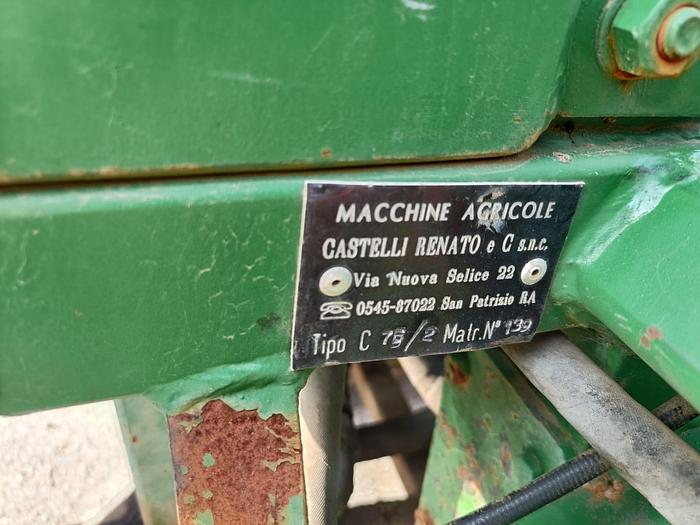 MACCHINE AGRICOLE
CASTELLI RENATO e C s.n.c.
Via Nuova Selice 22
☎ 0545-87022 San Patrizio RA
Tipo C 75/2 Matr. N° 139